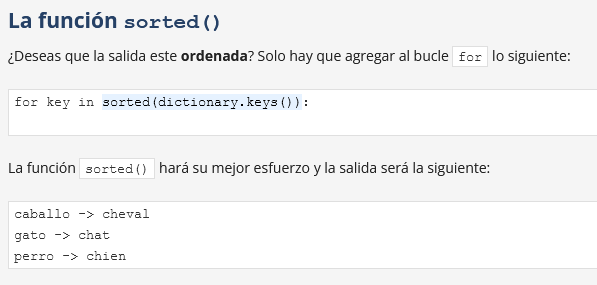 La función sorted()
¿Deseas que la salida este ordenada? Solo hay que agregar al bucle for lo siguiente:
for key in sorted(dictionary.keys()):
La función sorted() hará su mejor esfuerzo y la salida será la siguiente:
caballo -> cheval
gato -> chat
perro -> chien